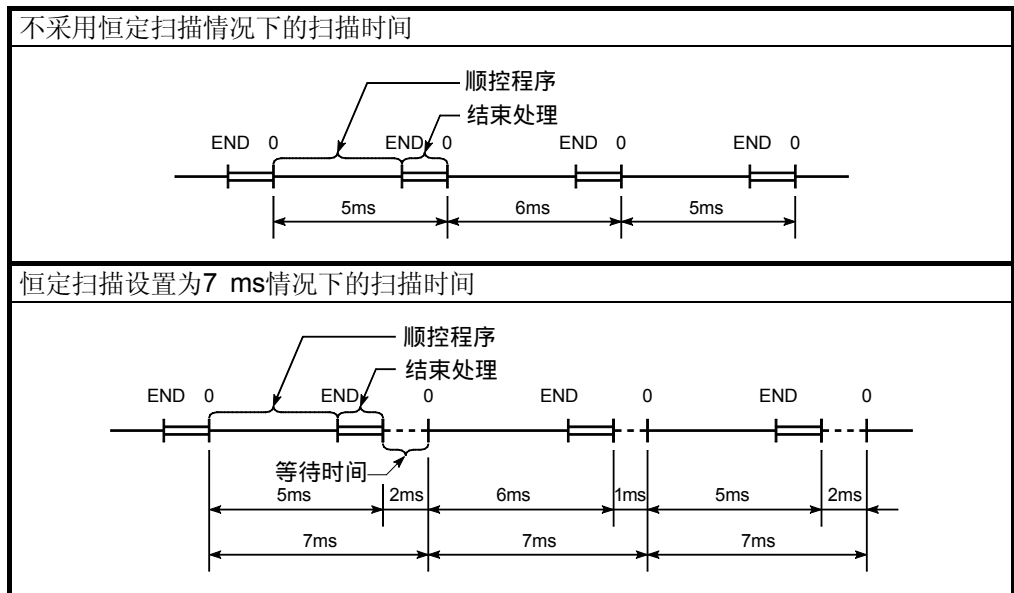 不采用恒定扫描情况下的扫描时间
顺控程序
结束处理
END 0 END 0 END 0 END 0
5ms 6ms 5ms
恒定扫描设置为7 ms情况下的扫描时间
顺控程序
结束处理
END 0 END 0 END 0 END 0
等待时间
5ms 2ms 6ms 1ms 5ms 2ms
7ms 7ms 7ms